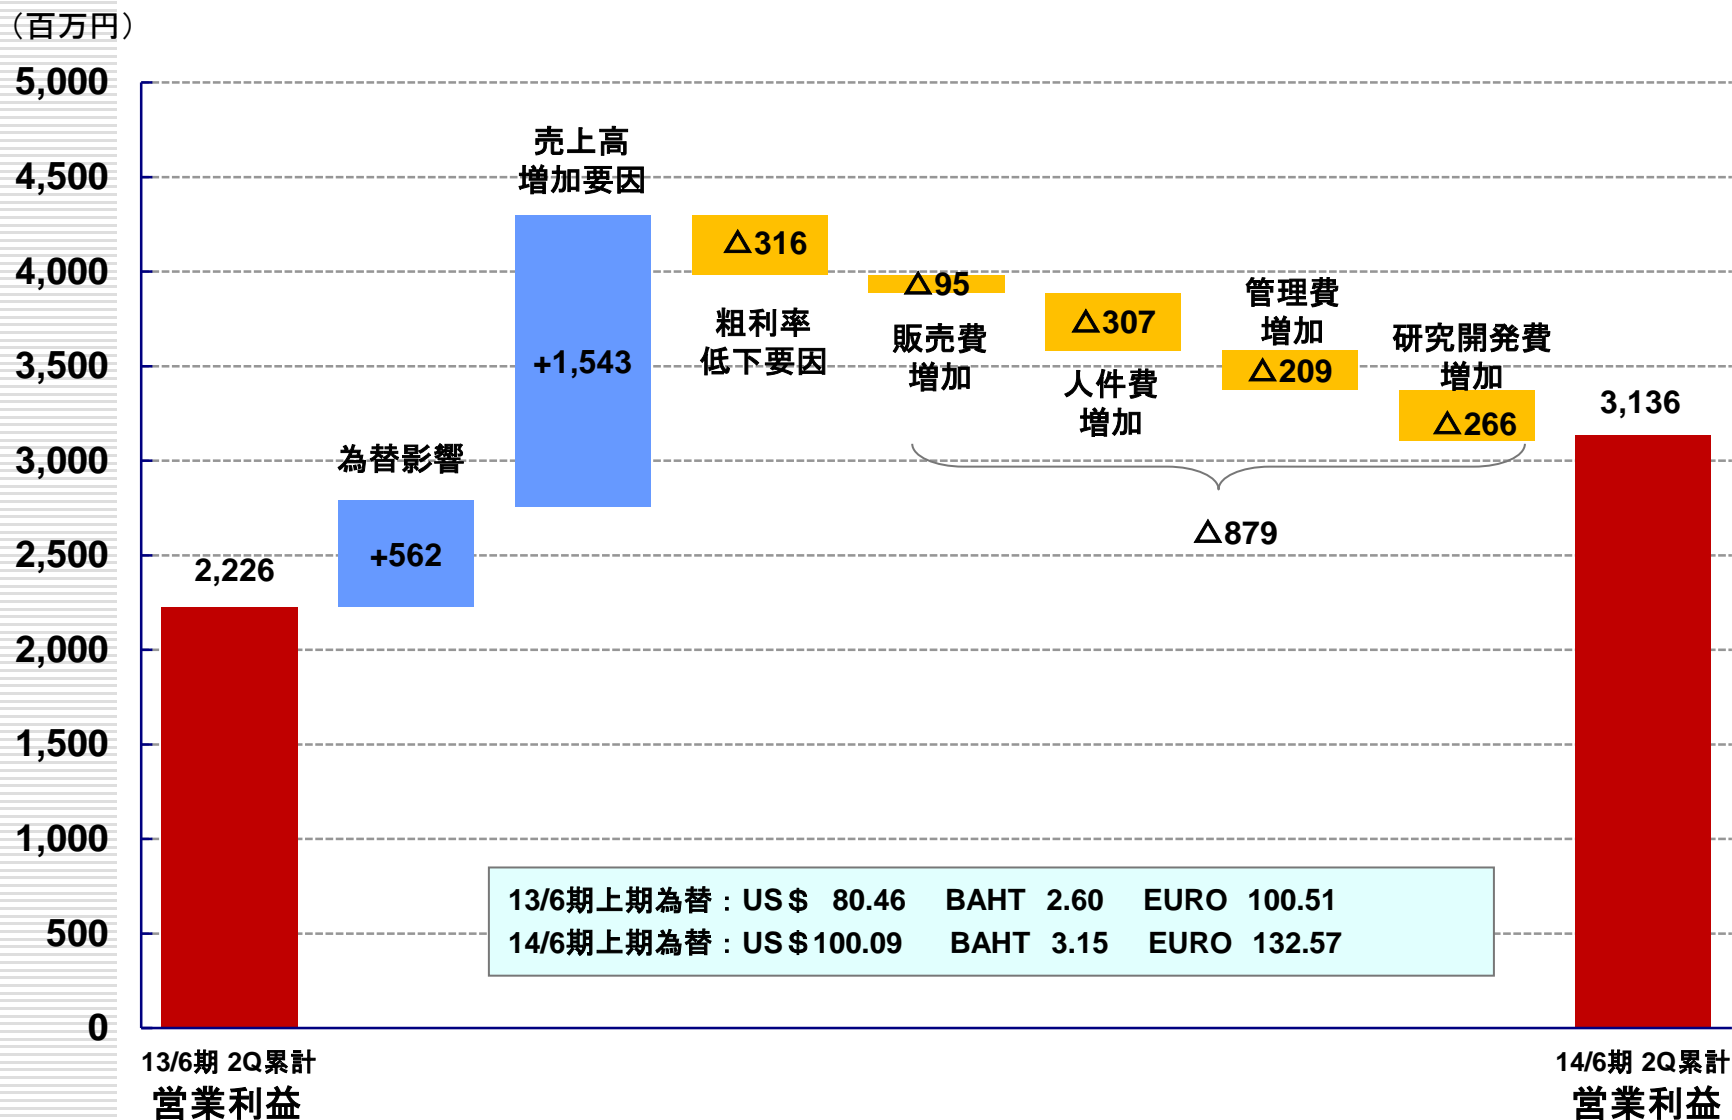 （百万円）
5,000
4,500
4,000
3,500
3,000
2,500
2,000
1,500
1,000
500
0
2,226
為替影響
+562
売上高
増加要因
+1,543
△316
粗利率
低下要因
△95
販売費
増加
△307
人件費
増加
管理費
増加
△209
研究開発費
増加
△266
△879
3,136
13/6期上期為替：US＄ 80.46 BAHT 2.60 EURO 100.51
14/6期上期為替：US＄100.09 BAHT 3.15 EURO 132.57
13/6期 2Q累計
営業利益
14/6期 2Q累計
営業利益